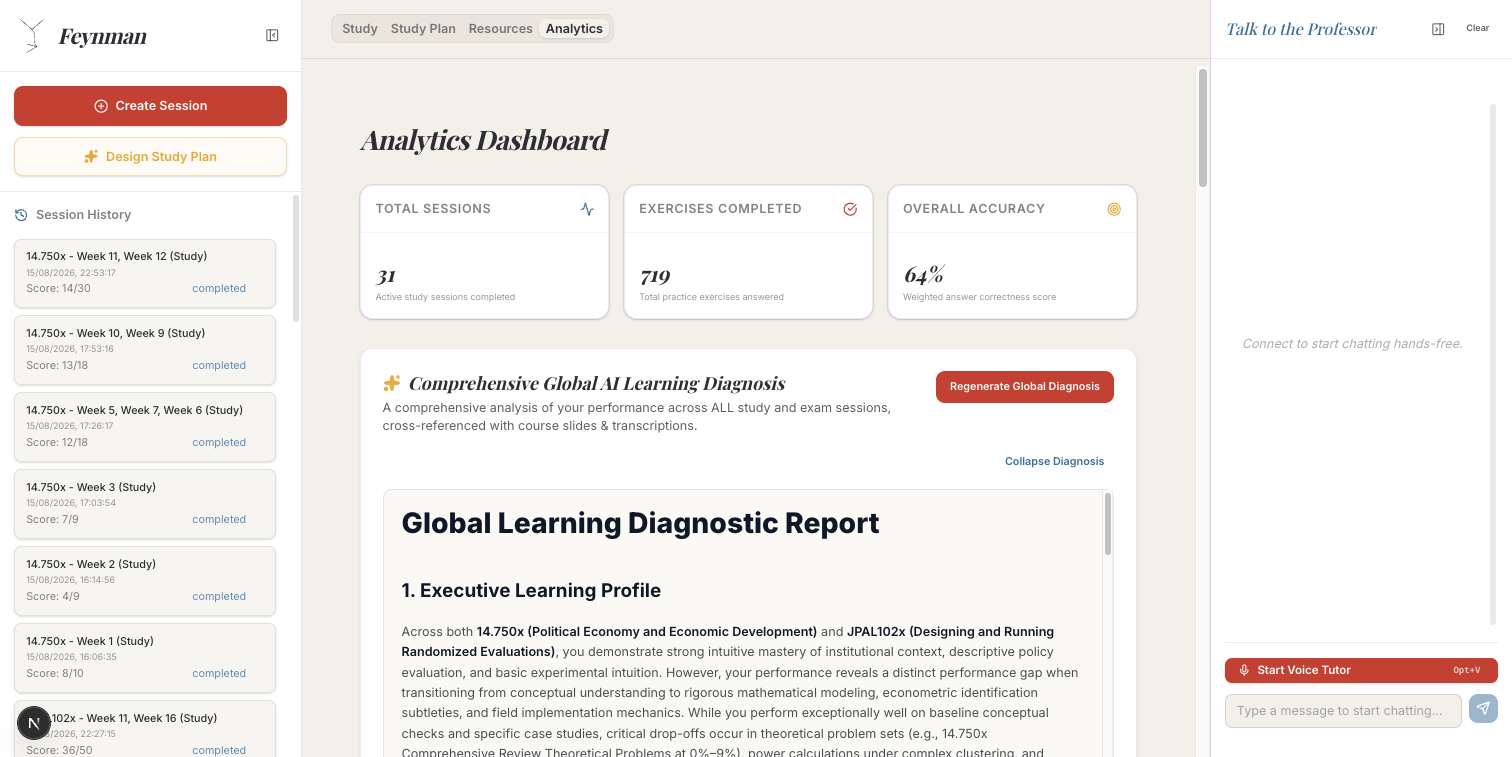 Feynman
Create Session
Design Study Plan
Session History
14.750x - Week 11, Week 12 (Study)
15/08/2026, 22:53:17
Score: 14/30 completed
14.750x - Week 10, Week 9 (Study)
15/08/2026, 17:53:16
Score: 13/18 completed
14.750x - Week 5, Week 7, Week 6 (Study)
15/08/2026, 17:26:17
Score: 12/18 completed
14.750x - Week 3 (Study)
15/08/2026, 17:03:54
Score: 7/9 completed
14.750x - Week 2 (Study)
15/08/2026, 16:14:56
Score: 4/9 completed
14.750x - Week 1 (Study)
15/08/2026, 16:06:35
Score: 8/10 completed
.102x - Week 11, Week 16 (Study)
/2026, 22:27:15
Score: 36/50 completed
N
Study Study Plan Resources Analytics
Analytics Dashboard
TOTAL SESSIONS
31
Active study sessions completed
EXERCISES COMPLETED
719
Total practice exercises answered
OVERALL ACCURACY
64%
Weighted answer correctness score
Comprehensive Global AI Learning Diagnosis
A comprehensive analysis of your performance across ALL study and exam sessions,
cross-referenced with course slides & transcriptions.
Regenerate Global Diagnosis
Collapse Diagnosis
Global Learning Diagnostic Report
1. Executive Learning Profile
Across both 14.750x (Political Economy and Economic Development) and JPAL102x (Designing and Running
Randomized Evaluations), you demonstrate strong intuitive mastery of institutional context, descriptive policy
evaluation, and basic experimental intuition. However, your performance reveals a distinct performance gap when
transitioning from conceptual understanding to rigorous mathematical modeling, econometric identification
subtleties, and field implementation mechanics. While you perform exceptionally well on baseline conceptual
checks and specific case studies, critical drop-offs occur in theoretical problem sets (e.g., 14.750x
Comprehensive Review Theoretical Problems at 0%–9%), power calculations under complex clustering, and
Talk to the Professor
Clear
Connect to start chatting hands-free.
Start Voice Tutor Opt+V
Type a message to start chatting...